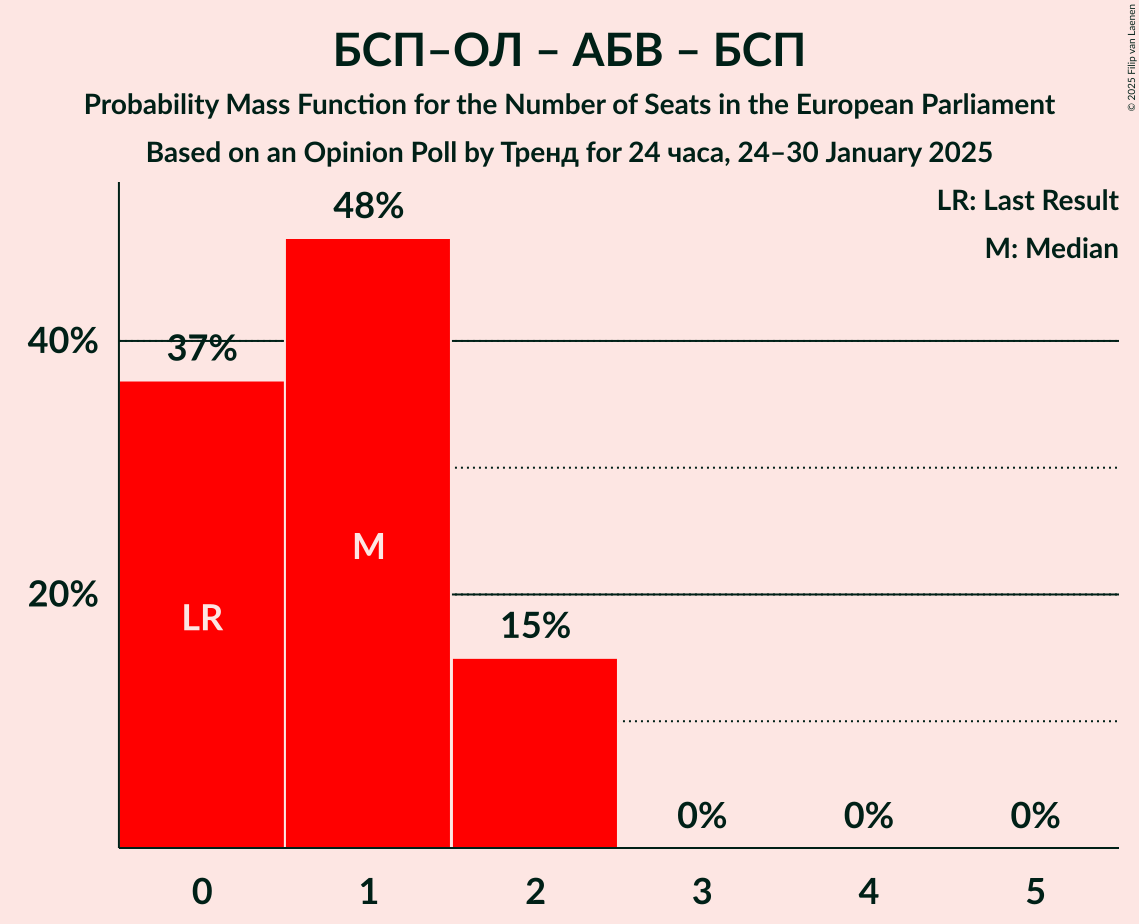 БСП–ОЛ – АБВ – БСП
Probability Mass Function for the Number of Seats in the European Parliament
Based on an Opinion Poll by Тренд for 24 часа, 24–30 January 2025
© 2025 Filip van Laenen
LR: Last Result
M: Median
48%
40%
37%
M
20%
LR
15%
0% 0% 0%
0 1 2 3 4 5